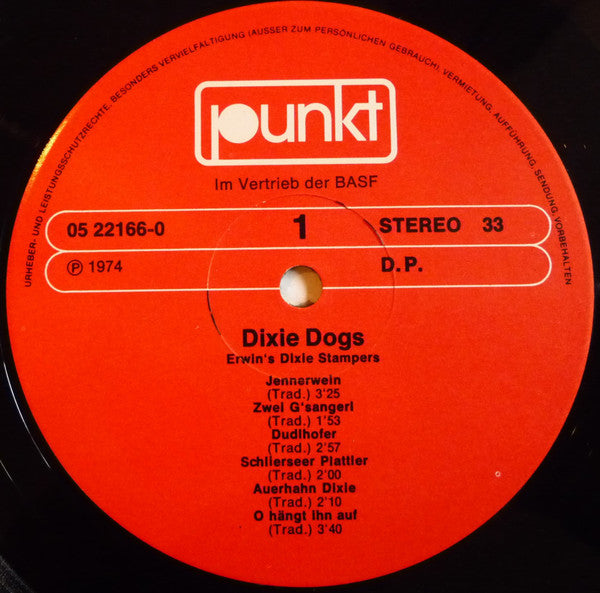 URHEBER- UND LEISTUNGSSCHUTZRECHTE, BESONDERS VERVIELFÄLTIGUNG (AUSSER ZUM PERSÖNLICHEN GEBRAUCH), VERMIETUNG, AUFFÜHRUNG, SENDUNG, VORBEHALTEN
punkt
Im Vertrieb der BASF
05 22166-0 1 STEREO 33
Ⓟ 1974 D.P.
Dixie Dogs
Erwin's Dixie Stampers
Jennerwein
(Trad.) 3'25
Zwei G'sangerl
(Trad.) 1'53
Dudlhofer
(Trad.) 2'57
Schlierseer Plattler
(Trad.) 2'00
Auerhahn Dixie
(Trad.) 2'10
O hängt ihn auf
(Trad.) 3'40